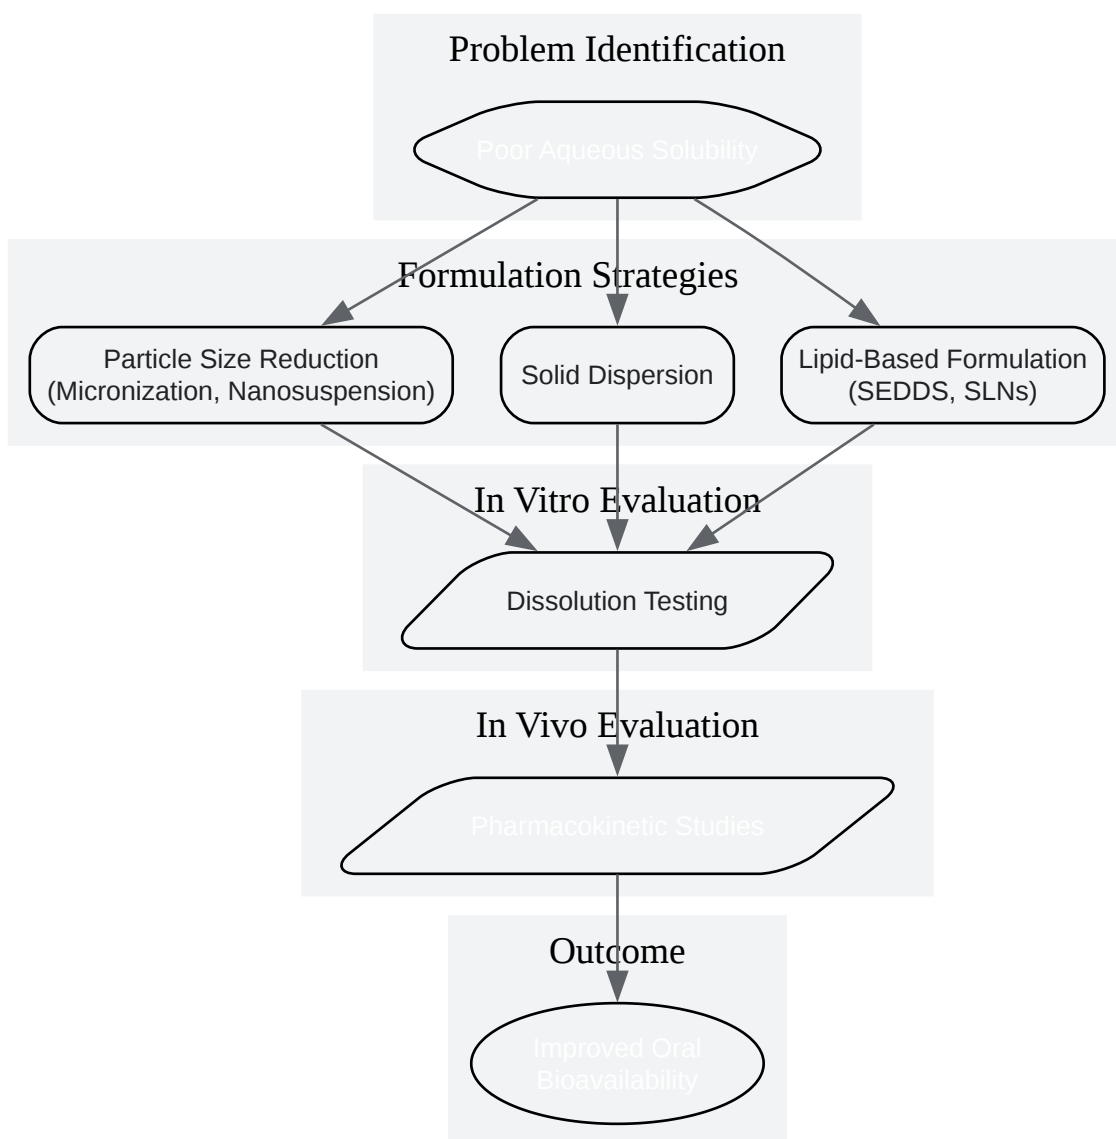 Problem Identification
Poor Aqueous Solubility
Formulation Strategies
Particle Size Reduction
(Micronization, Nanosuspension)
Solid Dispersion
Lipid-Based Formulation
(SEDDS, SLNs)
In Vitro Evaluation
Dissolution Testing
In Vivo Evaluation
Pharmacokinetic Studies
Outcome
Improved Oral
Bioavailability